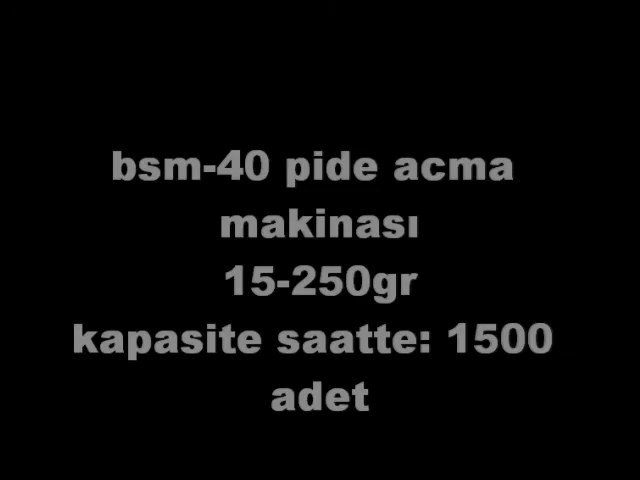 bsm-40 pide acma
makinası
15-250gr
kapasite saatte: 1500
adet